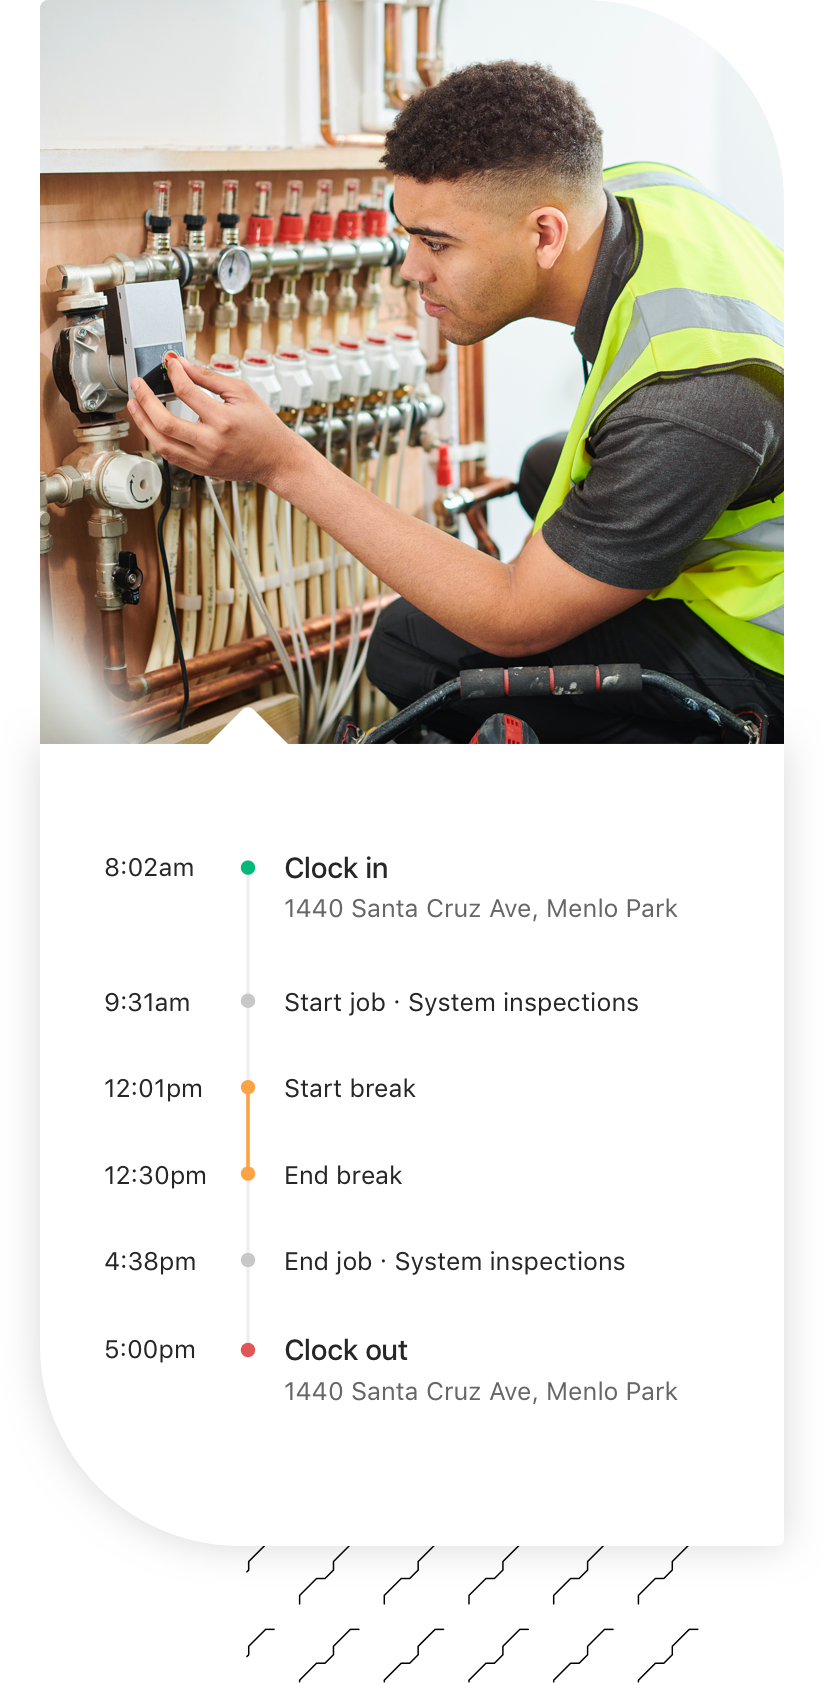 8:02am Clock in
1440 Santa Cruz Ave, Menlo Park
9:31am Start job · System inspections
12:01pm Start break
12:30pm End break
4:38pm End job · System inspections
5:00pm Clock out
1440 Santa Cruz Ave, Menlo Park